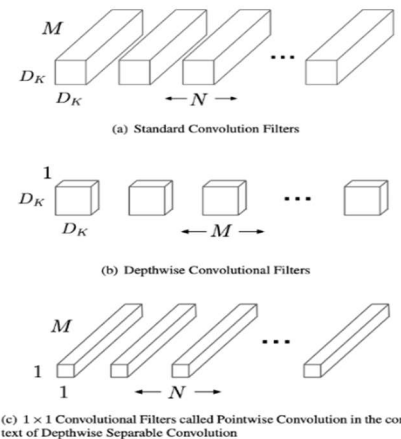 M
D_K
D_K
N
...
(a) Standard Convolution Filters
1
D_K
D_K
M
...
(b) Depthwise Convolutional Filters
M
1
1
N
...
(c) 1 × 1 Convolutional Filters called Pointwise Convolution in the con
text of Depthwise Separable Convolution